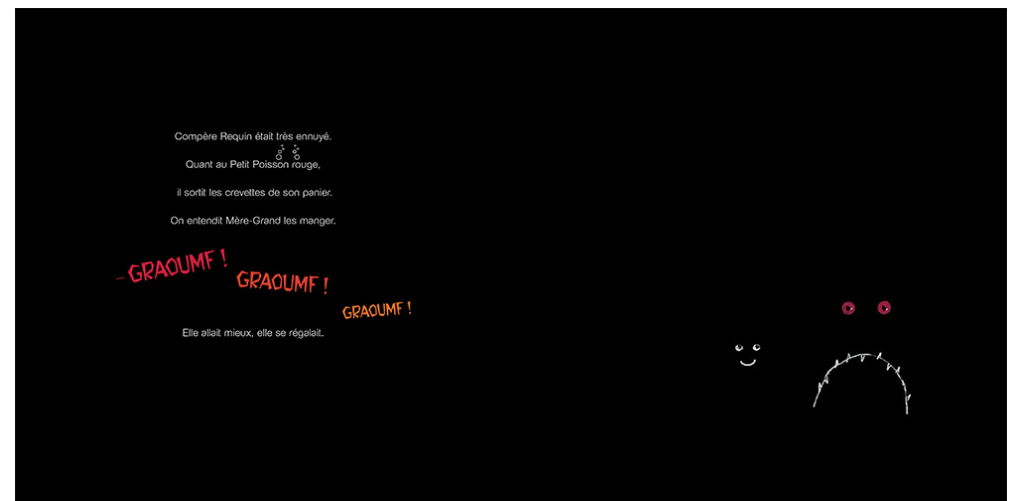 Compère Requin était très ennuyé.
Quant au Petit Poisson rouge,
il sortit les crevettes de son panier.
On entendit Mère-Grand les manger.
– GRAOUMF !
GRAOUMF !
GRAOUMF !
Elle allait mieux, elle se régalait.